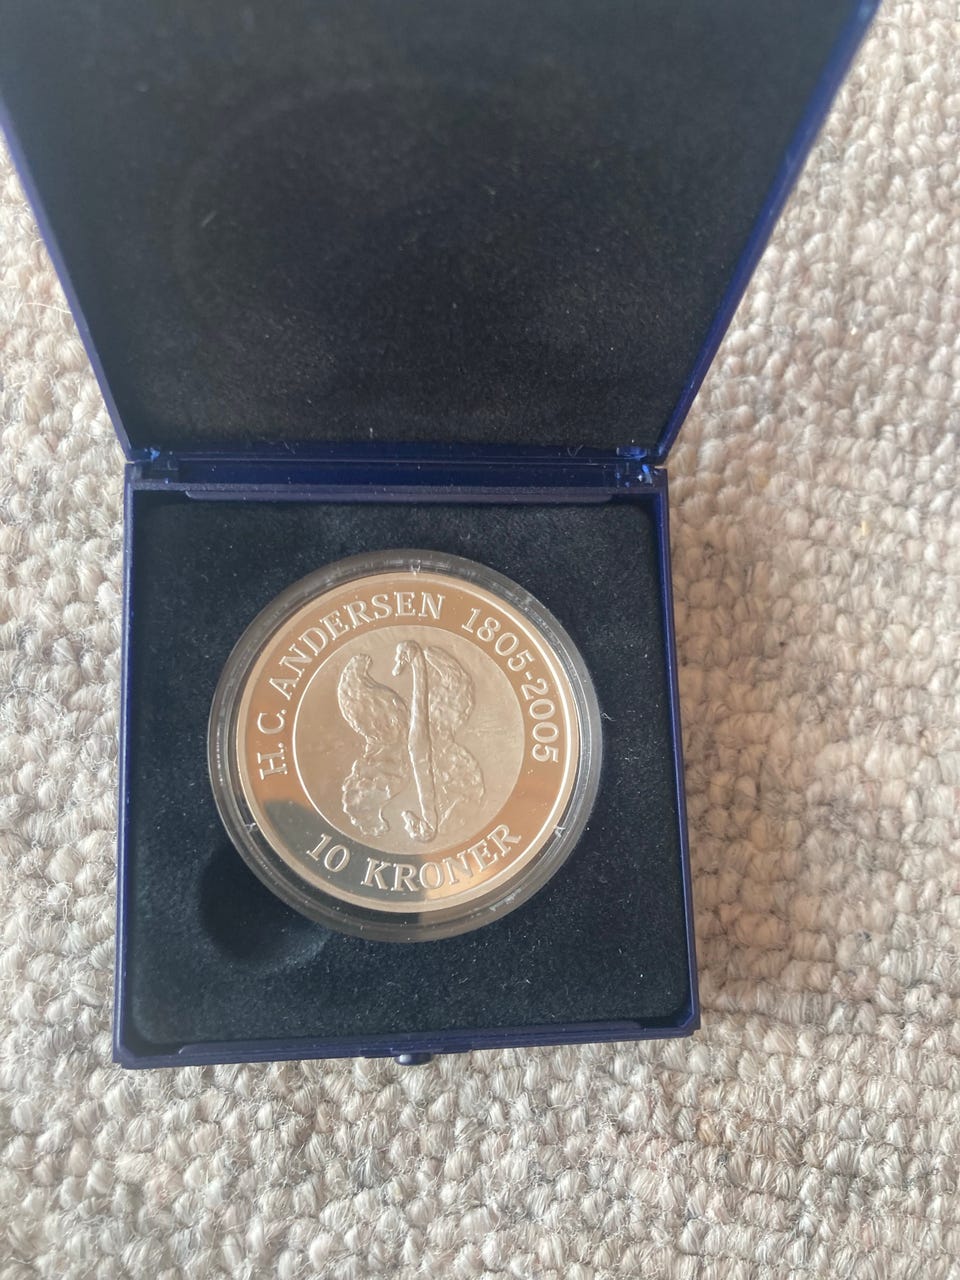 H. C. ANDERSEN 1805-2005
10 KRONER